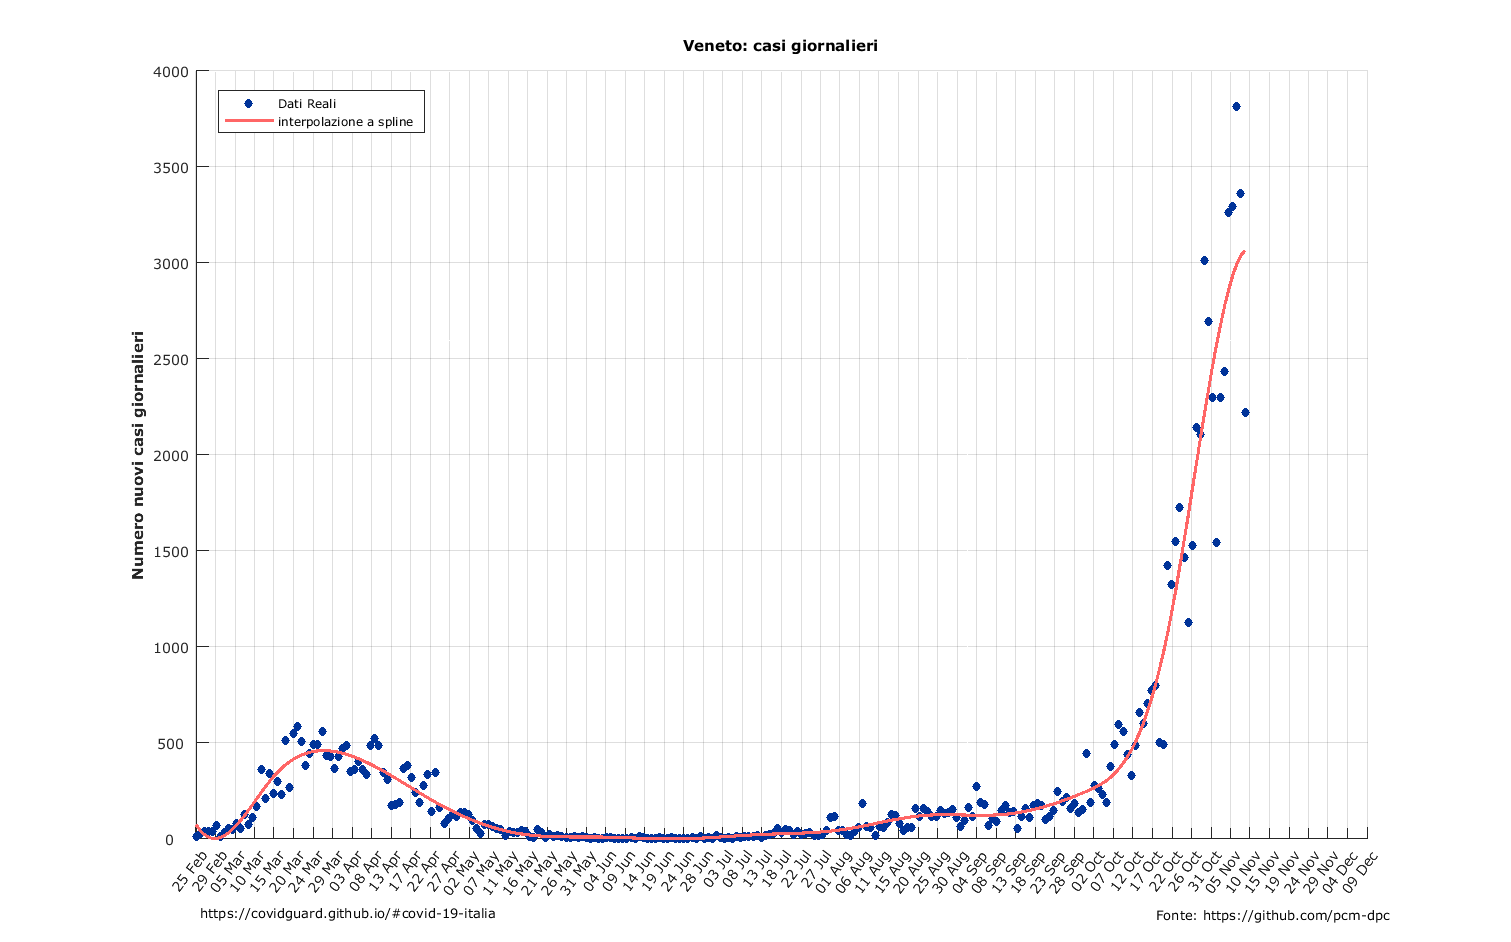 Veneto: casi giornalieri
4000
3500
3000
2500
2000
1500
1000
500
0
Numero nuovi casi giornalieri
Dati Reali
interpolazione a spline
25 Feb
29 Feb
05 Mar
10 Mar
15 Mar
20 Mar
24 Mar
29 Mar
03 Apr
08 Apr
13 Apr
17 Apr
22 Apr
27 Apr
02 May
07 May
11 May
16 May
21 May
26 May
31 May
04 Jun
09 Jun
14 Jun
19 Jun
24 Jun
28 Jun
03 Jul
08 Jul
13 Jul
18 Jul
22 Jul
27 Jul
01 Aug
06 Aug
11 Aug
15 Aug
20 Aug
25 Aug
30 Aug
04 Sep
08 Sep
13 Sep
18 Sep
23 Sep
28 Sep
02 Oct
07 Oct
12 Oct
17 Oct
22 Oct
26 Oct
31 Oct
05 Nov
10 Nov
15 Nov
19 Nov
24 Nov
29 Nov
04 Dec
09 Dec
https://covidguard.github.io/#covid-19-italia
Fonte: https://github.com/pcm-dpc